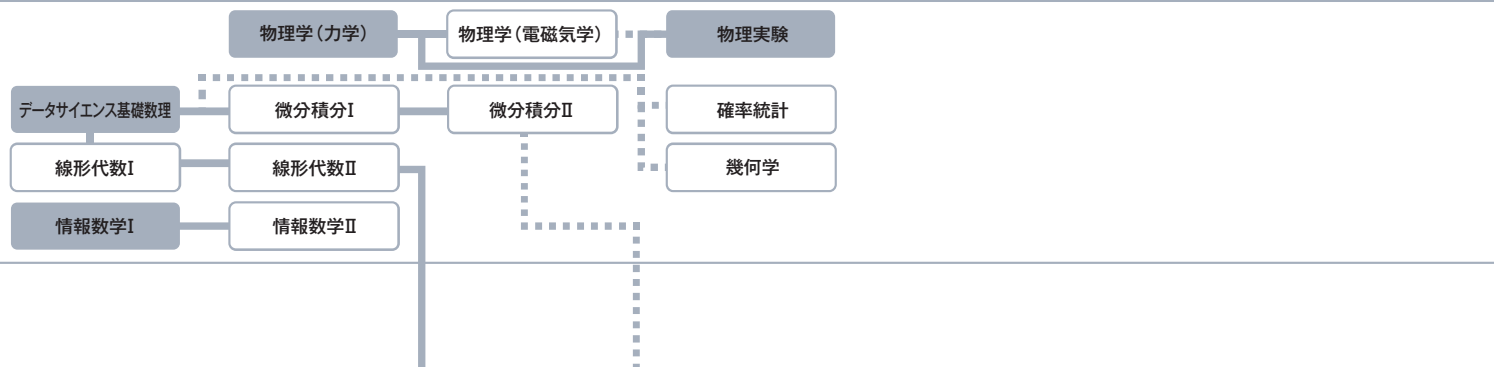 物理学（力学）
物理学（電磁気学）
物理実験
データサイエンス基礎数理
微分積分Ⅰ
微分積分Ⅱ
確率統計
線形代数Ⅰ
線形代数Ⅱ
幾何学
情報数学Ⅰ
情報数学Ⅱ